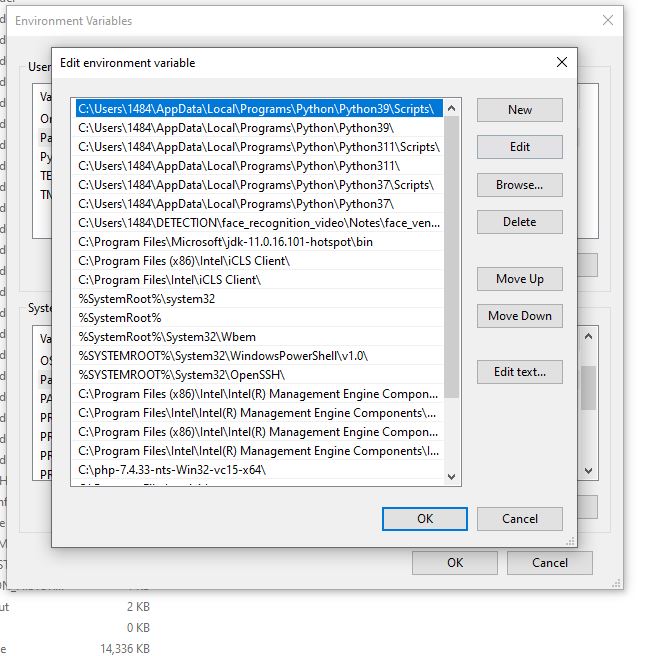 Environment Variables
Edit environment variable
User
Va
On
Pa
Py
TE
TM
C:\Users\1484\AppData\Local\Programs\Python\Python39\Scripts\
C:\Users\1484\AppData\Local\Programs\Python\Python39\
C:\Users\1484\AppData\Local\Programs\Python\Python311\Scripts\
C:\Users\1484\AppData\Local\Programs\Python\Python311\
C:\Users\1484\AppData\Local\Programs\Python\Python37\Scripts\
C:\Users\1484\AppData\Local\Programs\Python\Python37\
C:\Users\1484\DETECTION\face_recognition_video\Notes\face_ven...
C:\Program Files\Microsoft\jdk-11.0.16.101-hotspot\bin
C:\Program Files (x86)\Intel\iCLS Client\
C:\Program Files\Intel\iCLS Client\
%SystemRoot%\system32
%SystemRoot%
%SystemRoot%\System32\Wbem
%SYSTEMROOT%\System32\WindowsPowerShell\v1.0\
%SYSTEMROOT%\System32\OpenSSH\
C:\Program Files (x86)\Intel\Intel(R) Management Engine Compon...
C:\Program Files\Intel\Intel(R) Management Engine Components\...
C:\Program Files (x86)\Intel\Intel(R) Management Engine Compon...
C:\Program Files\Intel\Intel(R) Management Engine Components\I...
C:\php-7.4.33-nts-Win32-vc15-x64\
New
Edit
Browse...
Delete
Move Up
Move Down
Edit text...
Syste
Va
OS
Pa
PA
PR
PR
PR
OK
Cancel
OK
Cancel
2 KB
0 KB
14,336 KB